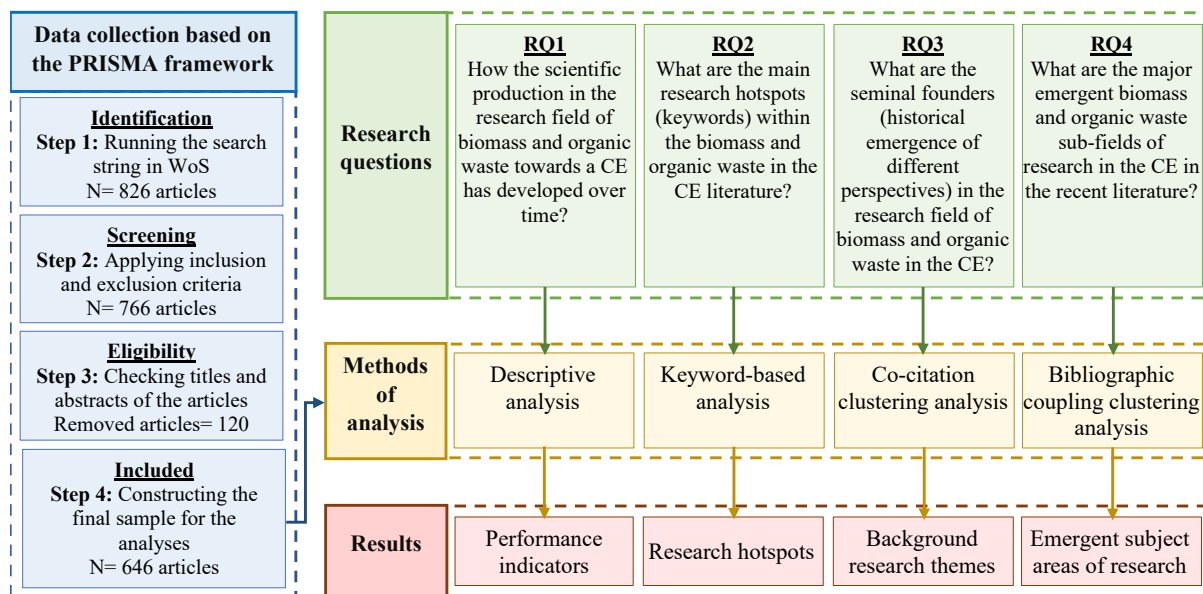 Data collection based on
the PRISMA framework
Identification
Step 1: Running the search
string in WoS
N= 826 articles
Screening
Step 2: Applying inclusion
and exclusion criteria
N= 766 articles
Eligibility
Step 3: Checking titles and
abstracts of the articles
Removed articles= 120
Included
Step 4: Constructing the
final sample for the
analyses
N= 646 articles
Research
questions
RQ1
How the scientific
production in the
research field of
biomass and organic
waste towards a CE
has developed over
time?
RQ2
What are the main
research hotspots
(keywords) within
the biomass and
organic waste in the
CE literature?
RQ3
What are the
seminal founders
(historical
emergence of
different
perspectives) in the
research field of
biomass and organic
waste in the CE?
RQ4
What are the major
emergent biomass
and organic waste
sub-fields of
research in the CE in
the recent literature?
Methods
of
analysis
Descriptive
analysis
Keyword-based
analysis
Co-citation
clustering analysis
Bibliographic
coupling clustering
analysis
Results
Performance
indicators
Research hotspots
Background
research themes
Emergent subject
areas of research